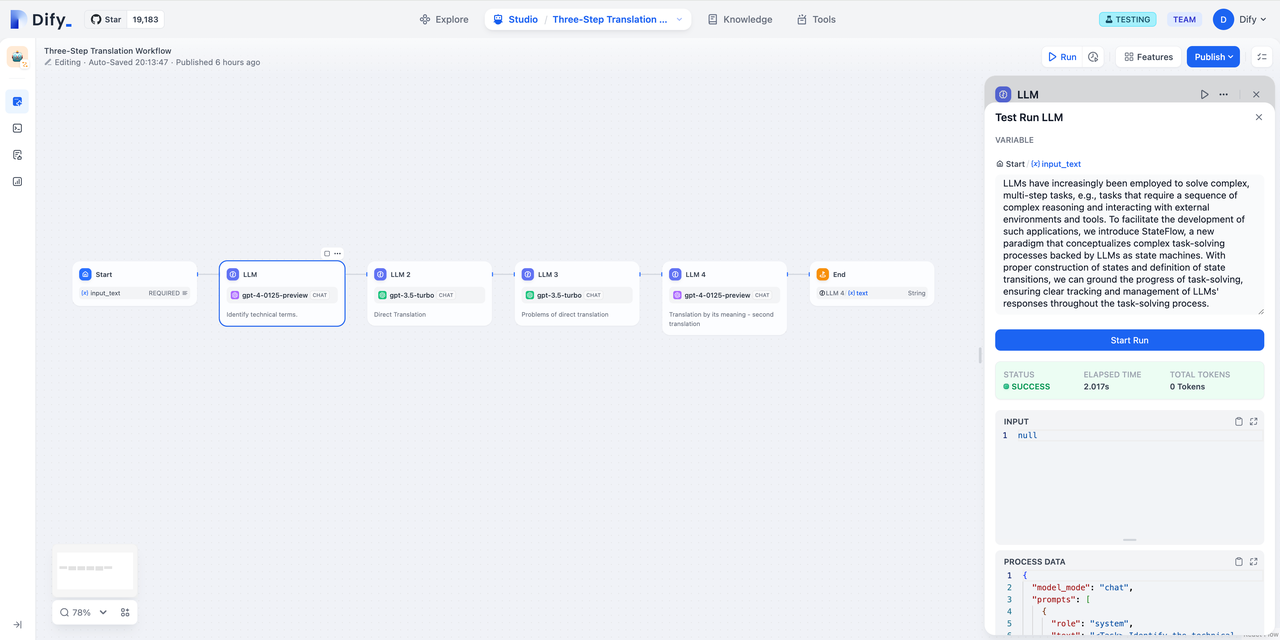 Dify_
Star 19,183
Explore
Studio / Three-Step Translation ...
Knowledge
Tools
TESTING
TEAM
D Dify
Three-Step Translation Workflow
Editing · Auto-Saved 20:13:47 · Published 6 hours ago
Run
Features
Publish
Start
{x} input_text REQUIRED
LLM
gpt-4-0125-preview CHAT
Identify technical terms.
LLM 2
gpt-3.5-turbo CHAT
Direct Translation
LLM 3
gpt-3.5-turbo CHAT
Problems of direct translation
LLM 4
gpt-4-0125-preview CHAT
Translation by its meaning - second
translation
End
LLM 4 {x} text String
78%
LLM
Test Run LLM
VARIABLE
Start / {x} input_text
LLMs have increasingly been employed to solve complex,
multi-step tasks, e.g., tasks that require a sequence of
complex reasoning and interacting with external
environments and tools. To facilitate the development of
such applications, we introduce StateFlow, a new
paradigm that conceptualizes complex task-solving
processes backed by LLMs as state machines. With
proper construction of states and definition of state
transitions, we can ground the progress of task-solving,
ensuring clear tracking and management of LLMs'
responses throughout the task-solving process.
Start Run
STATUS ELAPSED TIME TOTAL TOKENS
SUCCESS 2.017s 0 Tokens
INPUT
1 null
PROCESS DATA
1 {
2 "model_mode": "chat",
3 "prompts": [
4 {
5 "role": "system",
6 "text": "<Task> Identify the technical